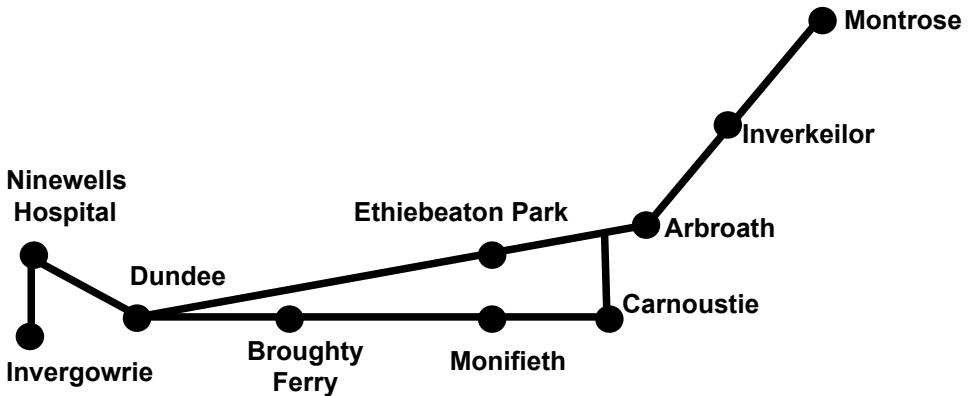 Montrose
Inverkeilor
Ninewells
Hospital
Ethiebeaton Park
Arbroath
Dundee
Carnoustie
Broughty
Ferry
Monifieth
Invergowrie